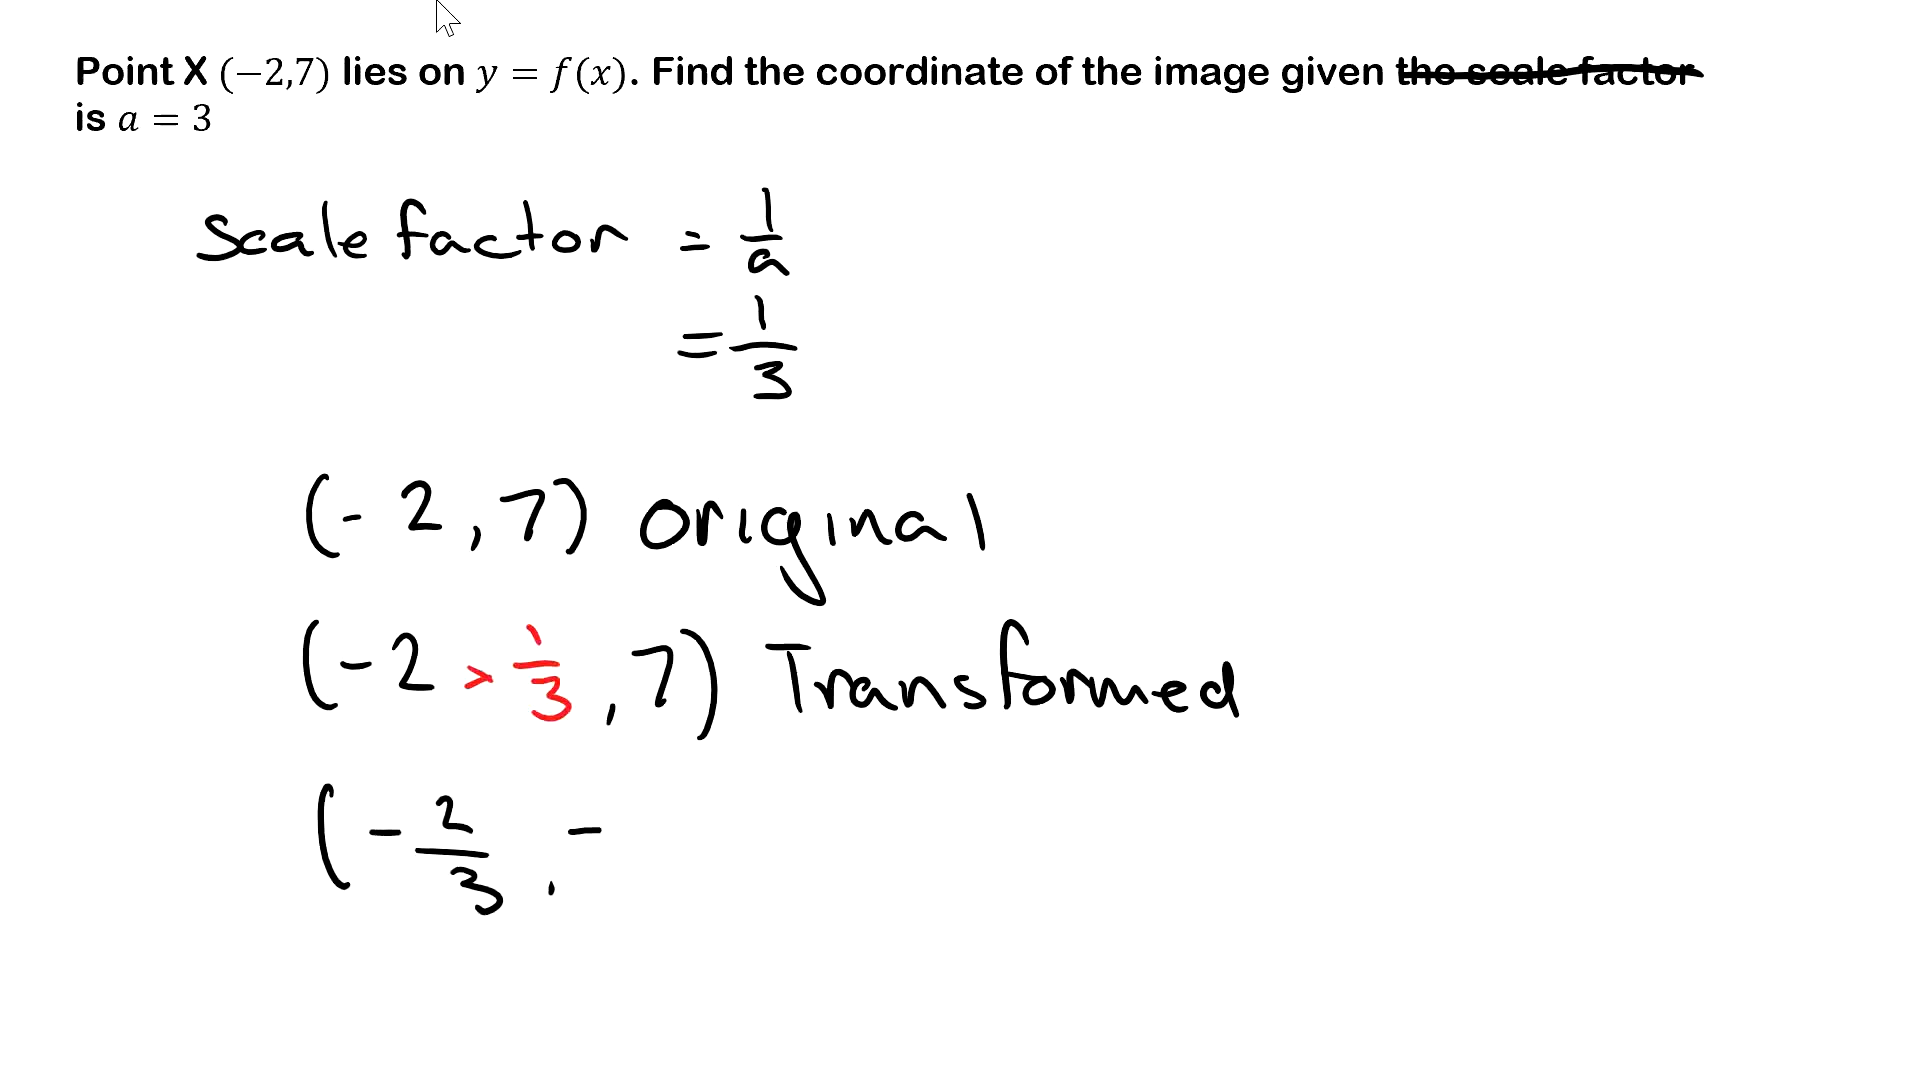 Point X (−2,7) lies on y = f(x). Find the coordinate of the image given the scale factor
is a = 3
Scale factor = 1/a
= 1/3
(-2,7) original
(-2 × 1/3, 7) Transformed
(-2/3, -